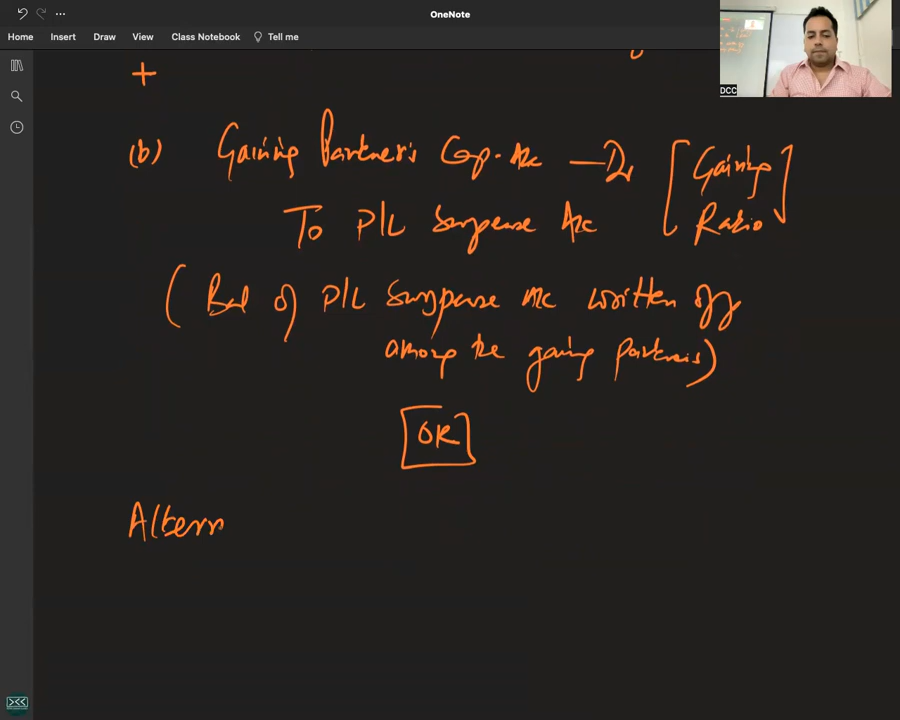 OneNote
Home Insert Draw View Class Notebook Tell me
DCC
+
(b) Gaining Partner's Cap. A/c — Dr [Gaining
To P/L Suspense A/c Ratio]
(Bal of P/L Suspense A/c written off
among the gaing partners)
OR
Altern